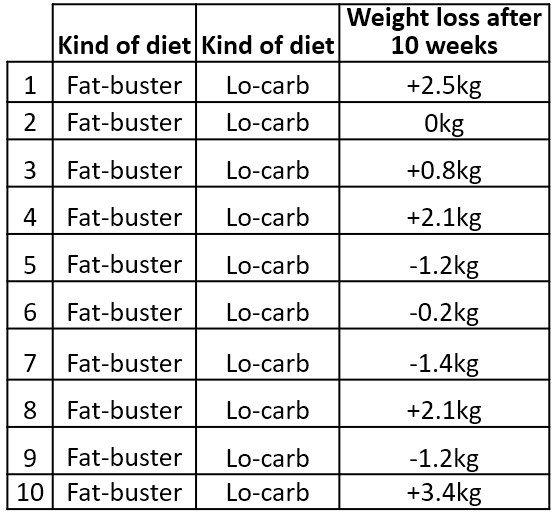 Kind of diet Kind of diet Weight loss after
10 weeks
1 Fat-buster Lo-carb +2.5kg
2 Fat-buster Lo-carb 0kg
3 Fat-buster Lo-carb +0.8kg
4 Fat-buster Lo-carb +2.1kg
5 Fat-buster Lo-carb -1.2kg
6 Fat-buster Lo-carb -0.2kg
7 Fat-buster Lo-carb -1.4kg
8 Fat-buster Lo-carb +2.1kg
9 Fat-buster Lo-carb -1.2kg
10 Fat-buster Lo-carb +3.4kg